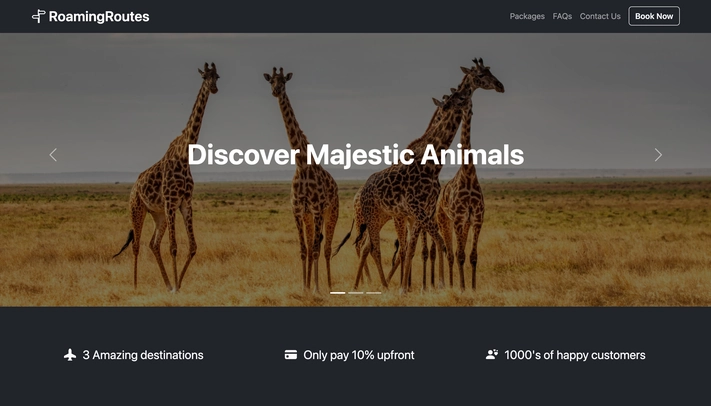 RoamingRoutes
Packages FAQs Contact Us Book Now
Discover Majestic Animals
3 Amazing destinations
Only pay 10% upfront
1000's of happy customers